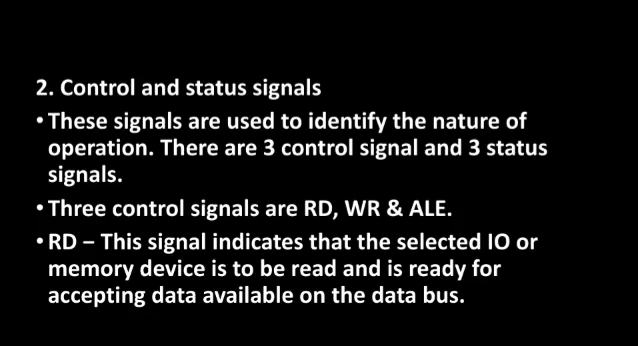 2. Control and status signals
• These signals are used to identify the nature of
operation. There are 3 control signal and 3 status
signals.
• Three control signals are RD, WR & ALE.
• RD − This signal indicates that the selected IO or
memory device is to be read and is ready for
accepting data available on the data bus.